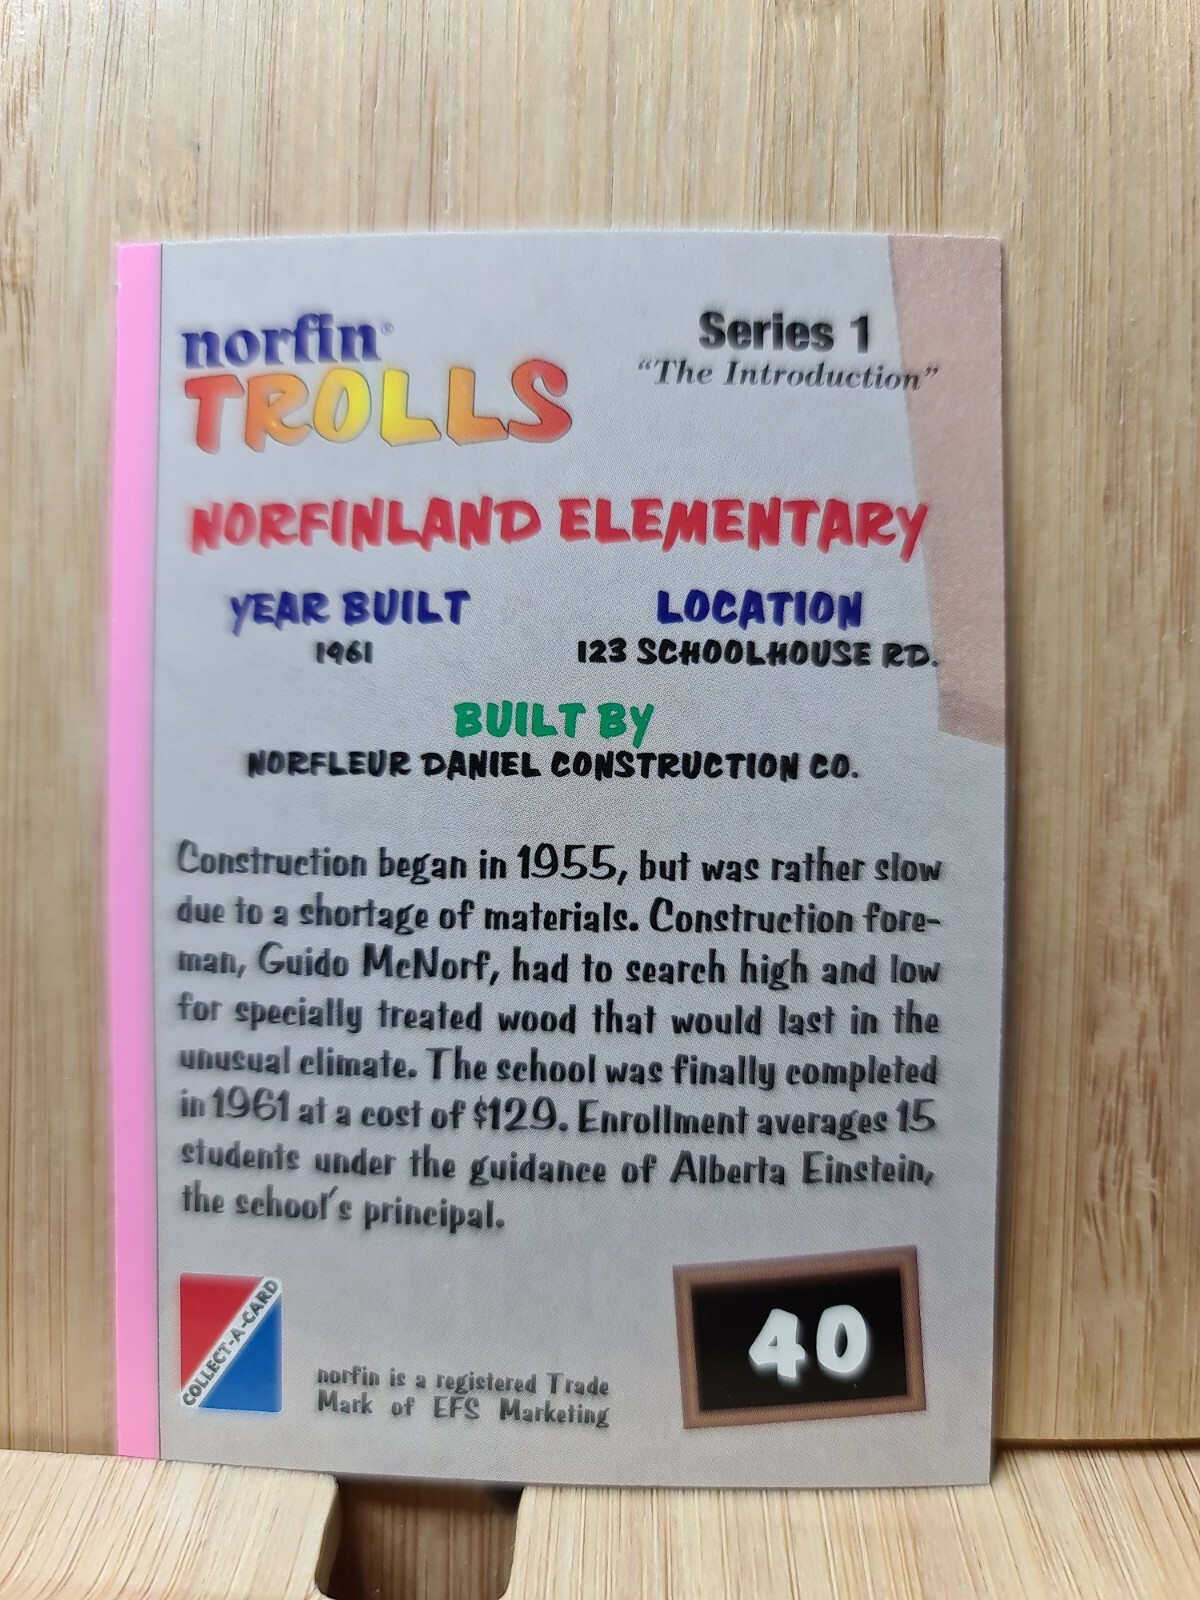 norfin®
TROLLS
Series 1
“The Introduction”
NORFINLAND ELEMENTARY
YEAR BUILT
1961
LOCATION
123 SCHOOLHOUSE RD.
BUILT BY
NORFLEUR DANIEL CONSTRUCTION CO.
Construction began in 1955, but was rather slow
due to a shortage of materials. Construction fore-
man, Guido McNorf, had to search high and low
for specially treated wood that would last in the
unusual climate. The school was finally completed
in 1961 at a cost of $129. Enrollment averages 15
students under the guidance of Alberta Einstein,
the school's principal.
COLLECT-A-CARD
norfin is a registered Trade
Mark of EFS Marketing
40